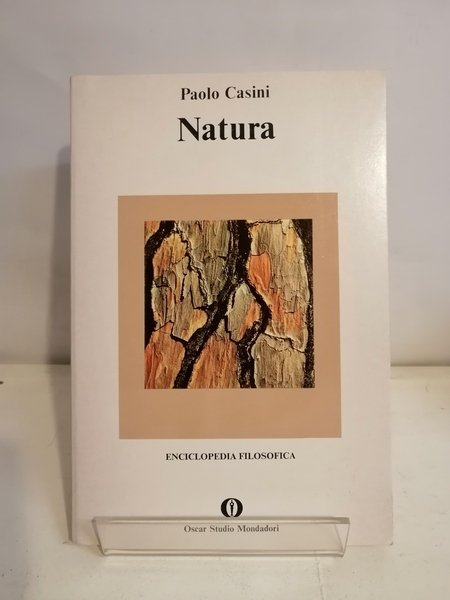 Paolo Casini
Natura
ENCICLOPEDIA FILOSOFICA
Oscar Studio Mondadori